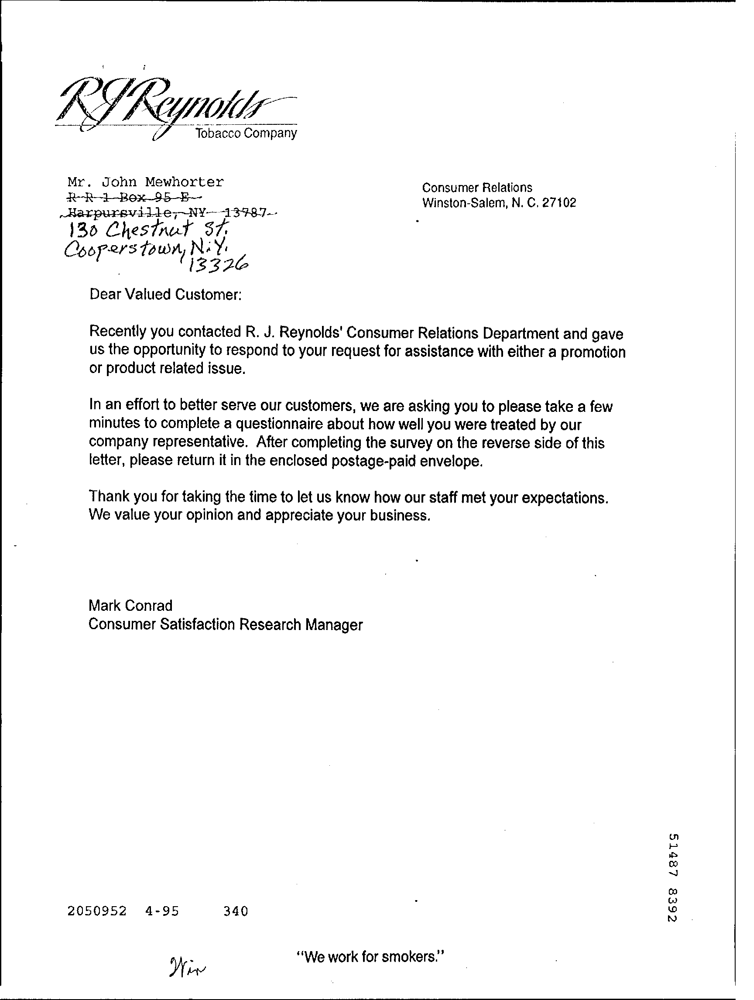 RJReynolds
Tobacco Company
Mr. John Mewhorter
R R 1 Box 95 E
Harpursville, NY 13787
130 Chestnut St.
Cooperstown, N.Y.
13326
Consumer Relations
Winston-Salem, N. C. 27102
Dear Valued Customer:
Recently you contacted R. J. Reynolds' Consumer Relations Department and gave
us the opportunity to respond to your request for assistance with either a promotion
or product related issue.
In an effort to better serve our customers, we are asking you to please take a few
minutes to complete a questionnaire about how well you were treated by our
company representative. After completing the survey on the reverse side of this
letter, please return it in the enclosed postage-paid envelope.
Thank you for taking the time to let us know how our staff met your expectations.
We value your opinion and appreciate your business.
Mark Conrad
Consumer Satisfaction Research Manager
51487 8392
2050952 4-95 340
"We work for smokers."